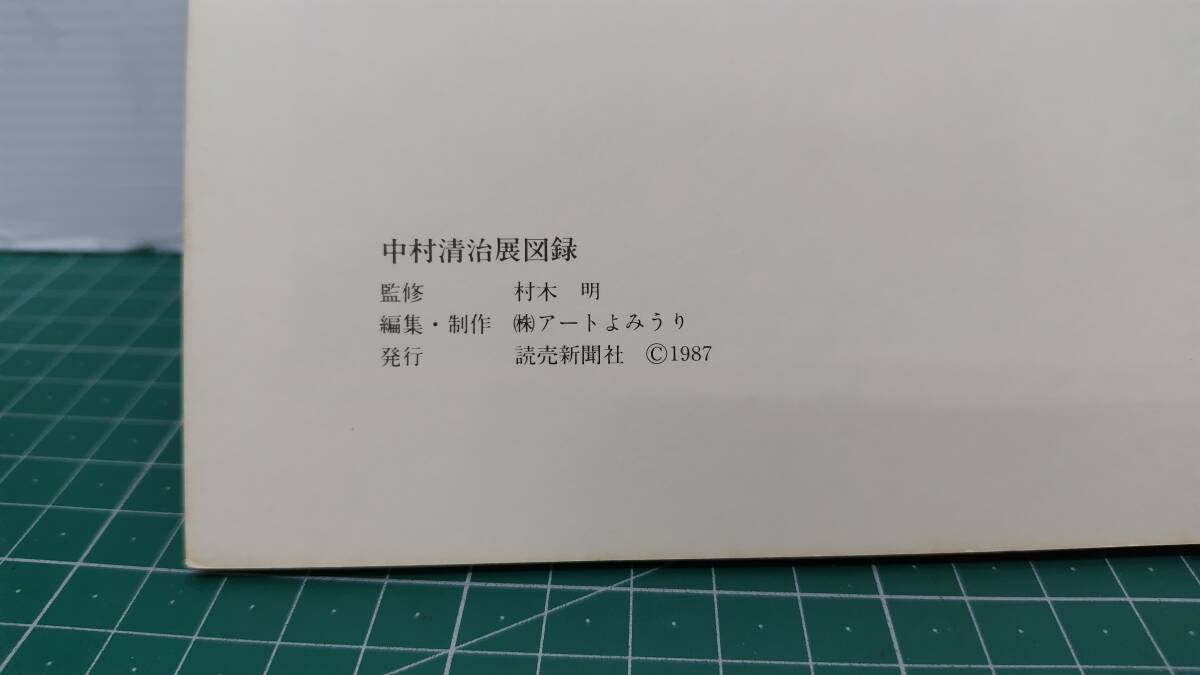 中村清治展図録
監修 村木 明
編集・制作 ㈱アートよみうり
発行 読売新聞社 ©1987